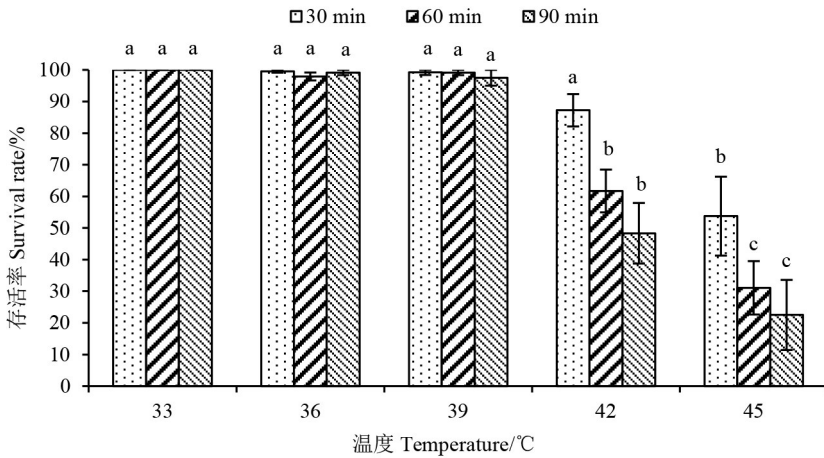 30 min 60 min 90 min
a a a a a a a a a a b b b c c
100
90
80
70
60
50
40
30
20
10
0
存活率 Survival rate/%
33 36 39 42 45
温度 Temperature/℃